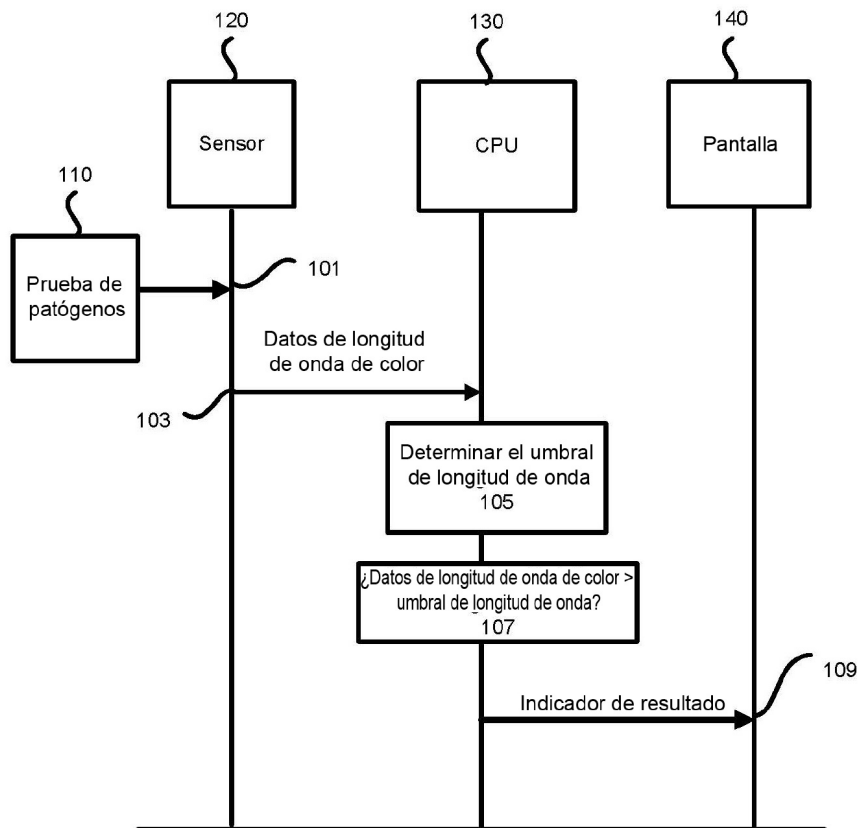 120
130
140
Sensor
CPU
Pantalla
110
Prueba de
patógenos
101
Datos de longitud
de onda de color
103
Determinar el umbral
de longitud de onda
105
¿Datos de longitud de onda de color >
umbral de longitud de onda?
107
109
Indicador de resultado